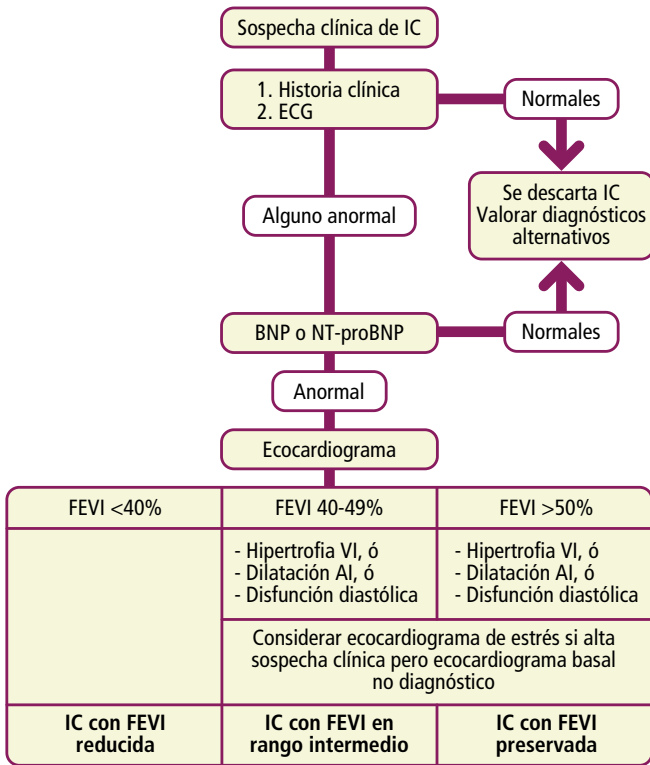 Sospecha clínica de IC
1. Historia clínica
2. ECG
Normales
Se descarta IC
Valorar diagnósticos
alternativos
Alguno anormal
BNP o NT-proBNP
Normales
Anormal
Ecocardiograma
FEVI <40%
FEVI 40-49%
FEVI >50%
- Hipertrofia VI, ó
- Dilatación AI, ó
- Disfunción diastólica
- Hipertrofia VI, ó
- Dilatación AI, ó
- Disfunción diastólica
Considerar ecocardiograma de estrés si alta
sospecha clínica pero ecocardiograma basal
no diagnóstico
IC con FEVI
reducida
IC con FEVI en
rango intermedio
IC con FEVI
preservada